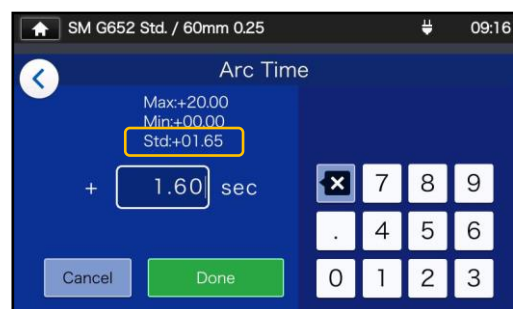 SM G652 Std. / 60mm 0.25 09:16
Arc Time
Max:+20.00
Min:+00.00
Std:+01.65
+ 1.60 sec
7 8 9
. 4 5 6
Cancel Done 0 1 2 3